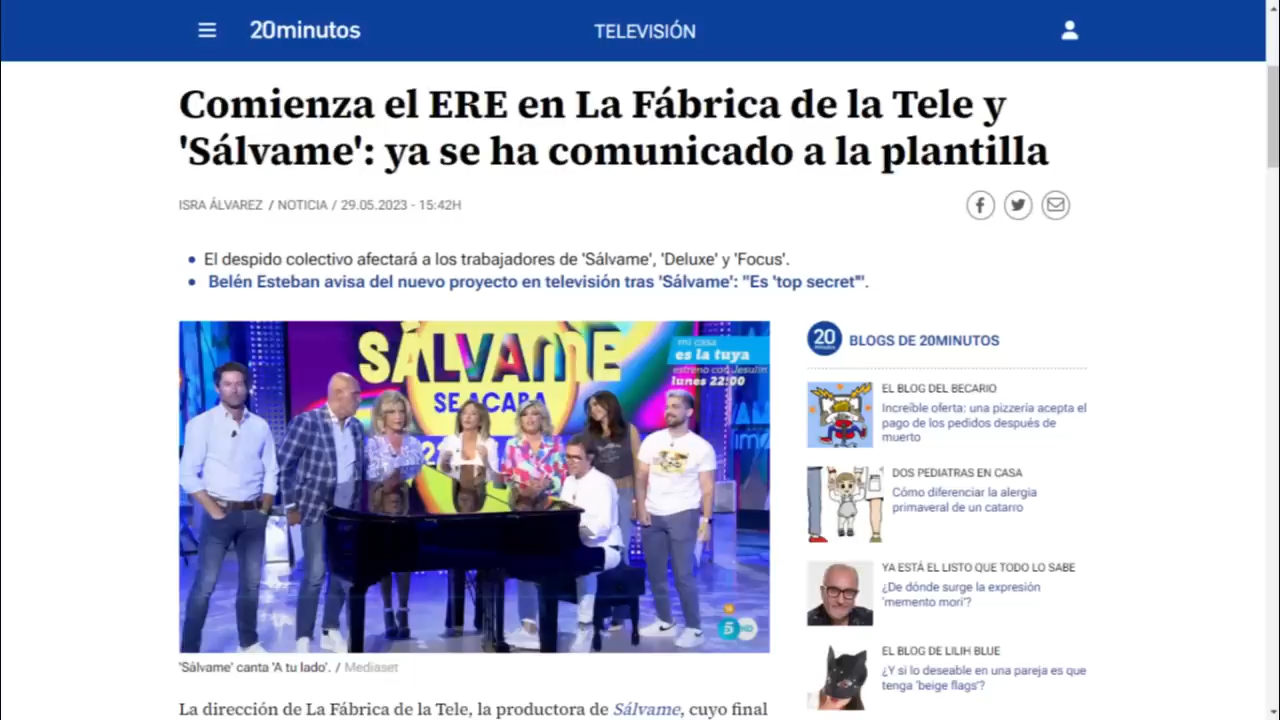 20minutos
TELEVISIÓN
Comienza el ERE en La Fábrica de la Tele y
'Sálvame': ya se ha comunicado a la plantilla
ISRA ÁLVAREZ / NOTICIA / 29.05.2023 - 15:42H
El despido colectivo afectará a los trabajadores de 'Sálvame', 'Deluxe' y 'Focus'.
Belén Esteban avisa del nuevo proyecto en televisión tras 'Sálvame': "Es 'top secret'".
SÁLVAME
SE ACABA
mi casa
es la tuya
estreno con Jesulín
lunes 22:00
HD
'Sálvame' canta 'A tu lado'. / Mediaset
La dirección de La Fábrica de la Tele, la productora de Sálvame, cuyo final
20
BLOGS DE 20MINUTOS
EL BLOG DEL BECARIO
Increíble oferta: una pizzería acepta el
pago de los pedidos después de
muerto
DOS PEDIATRAS EN CASA
Cómo diferenciar la alergia
primaveral de un catarro
YA ESTÁ EL LISTO QUE TODO LO SABE
¿De dónde surge la expresión
'memento mori'?
EL BLOG DE LILIH BLUE
¿Y si lo deseable en una pareja es que
tenga 'beige flags'?